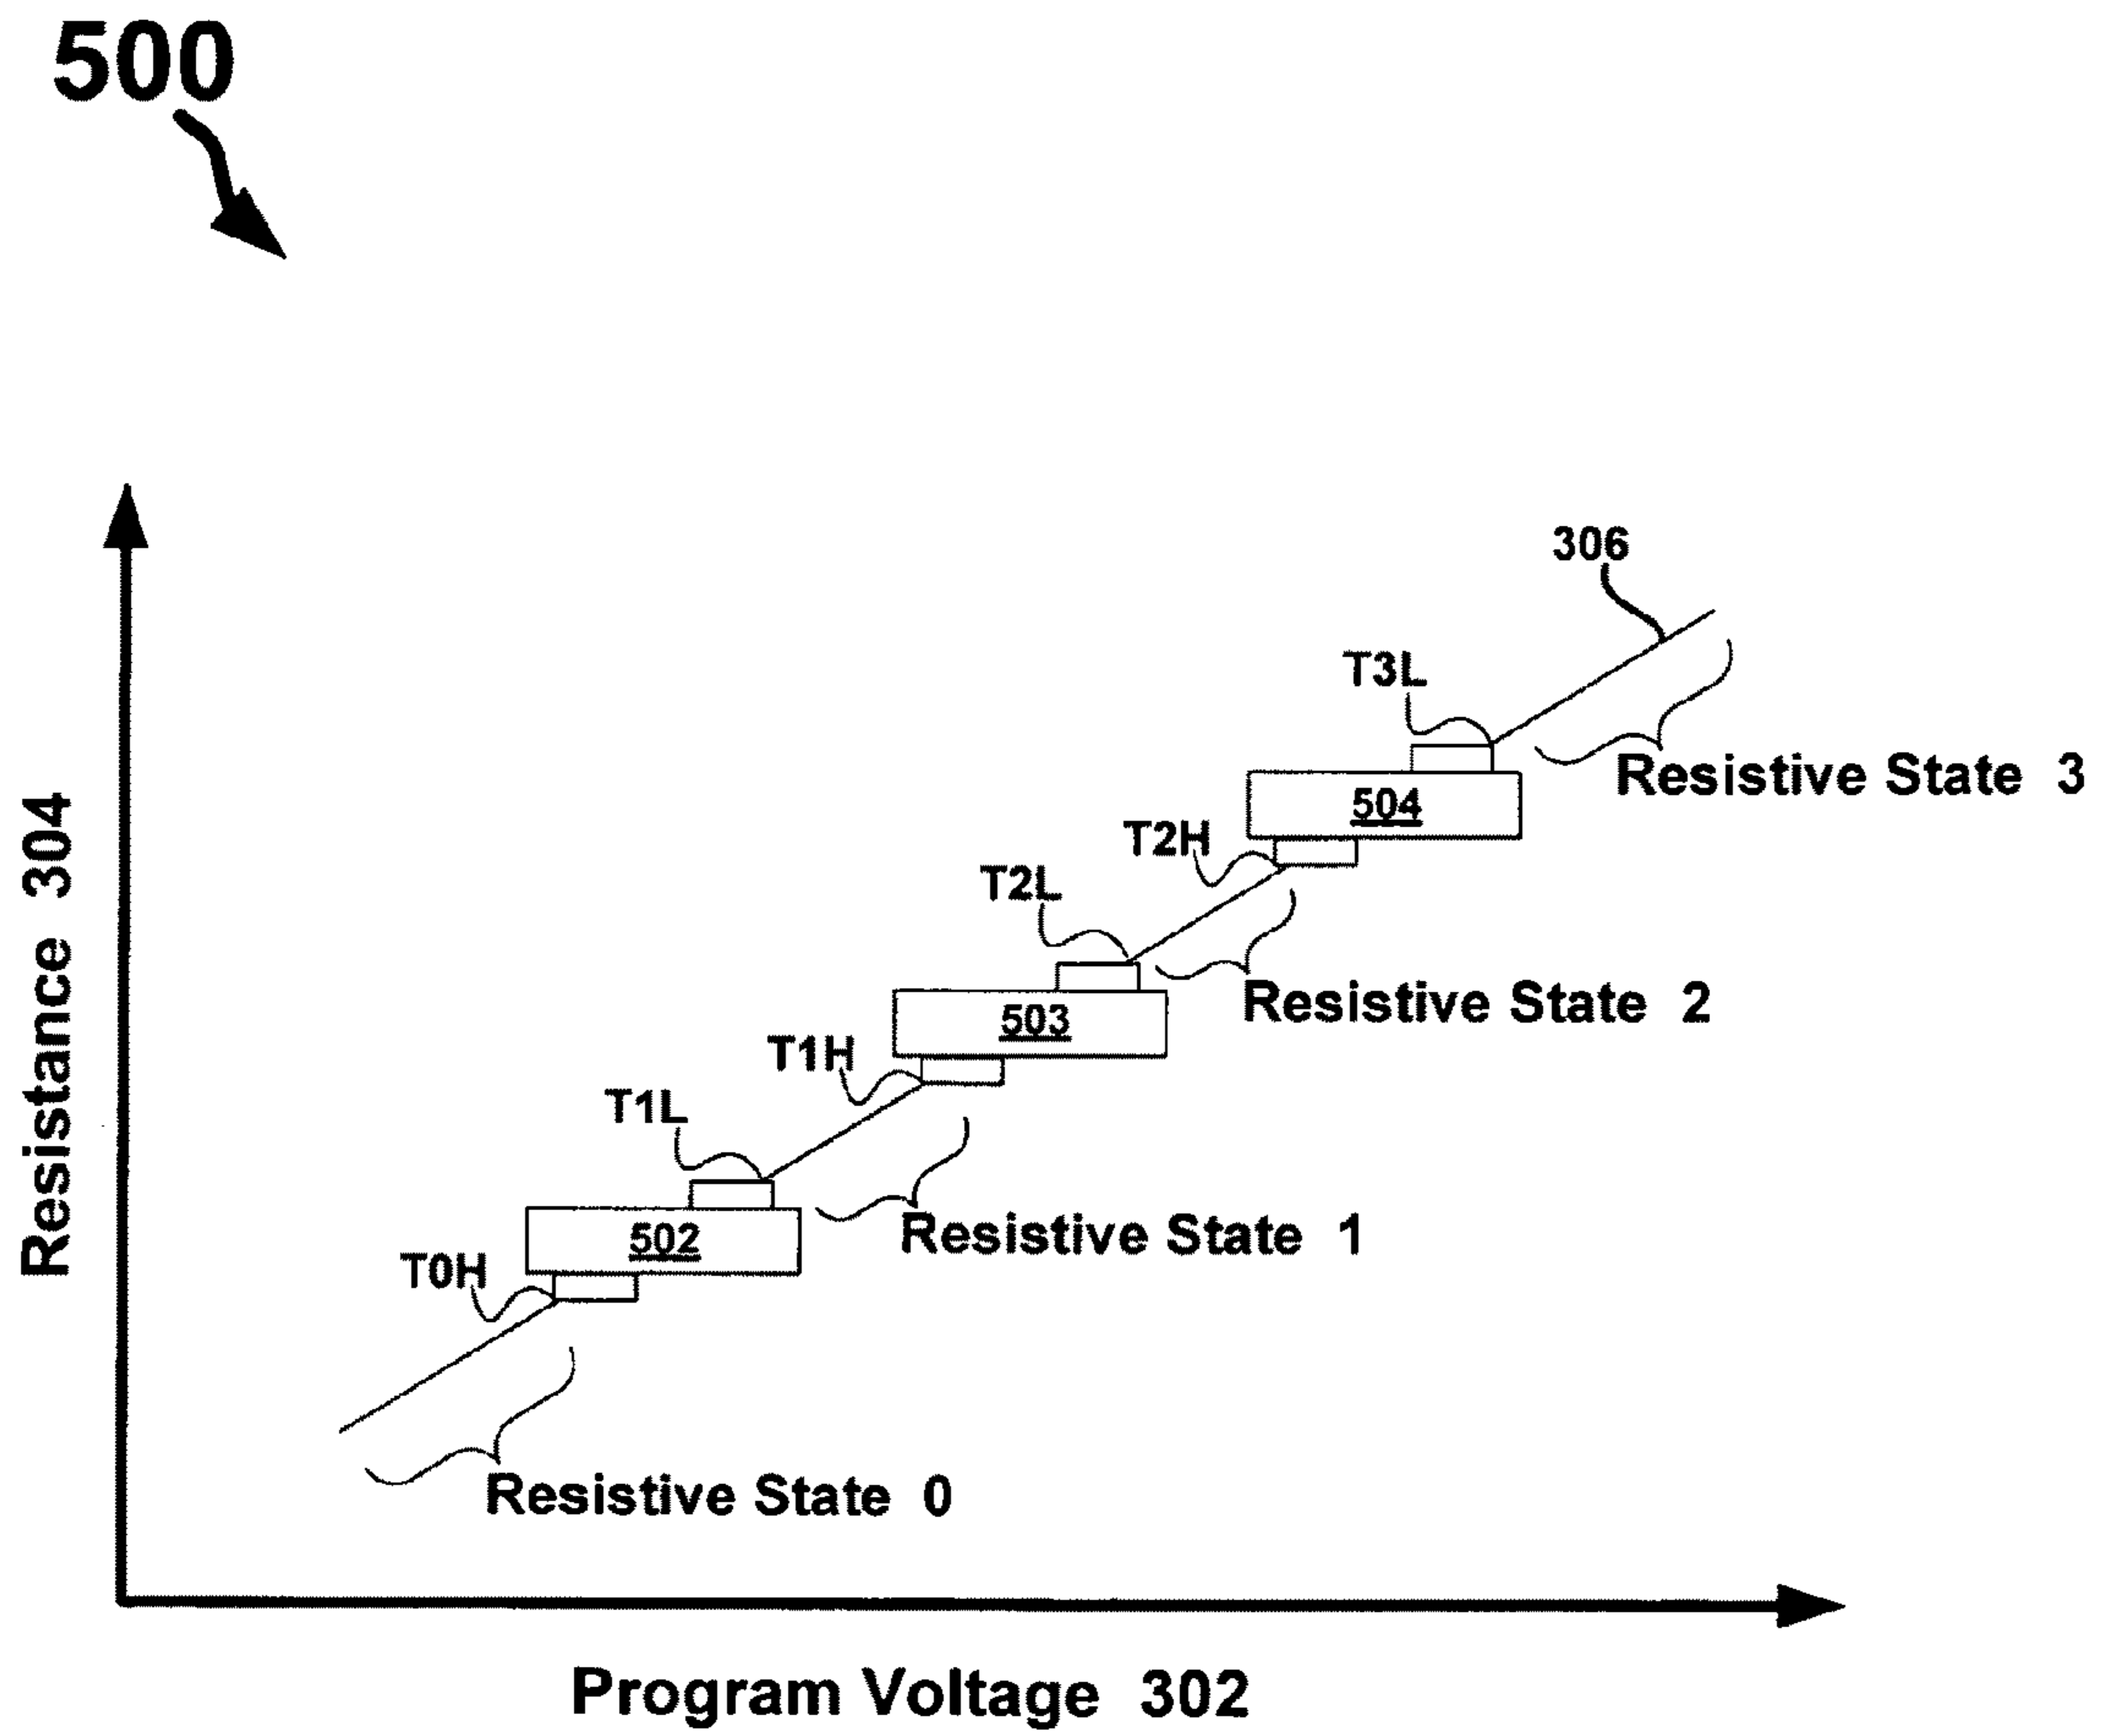 500
306
T3L
Resistive State 3
504
T2H
T2L
Resistive State 2
503
T1H
T1L
Resistive State 1
502
T0H
Resistive State 0
Resistance 304
Program Voltage 302